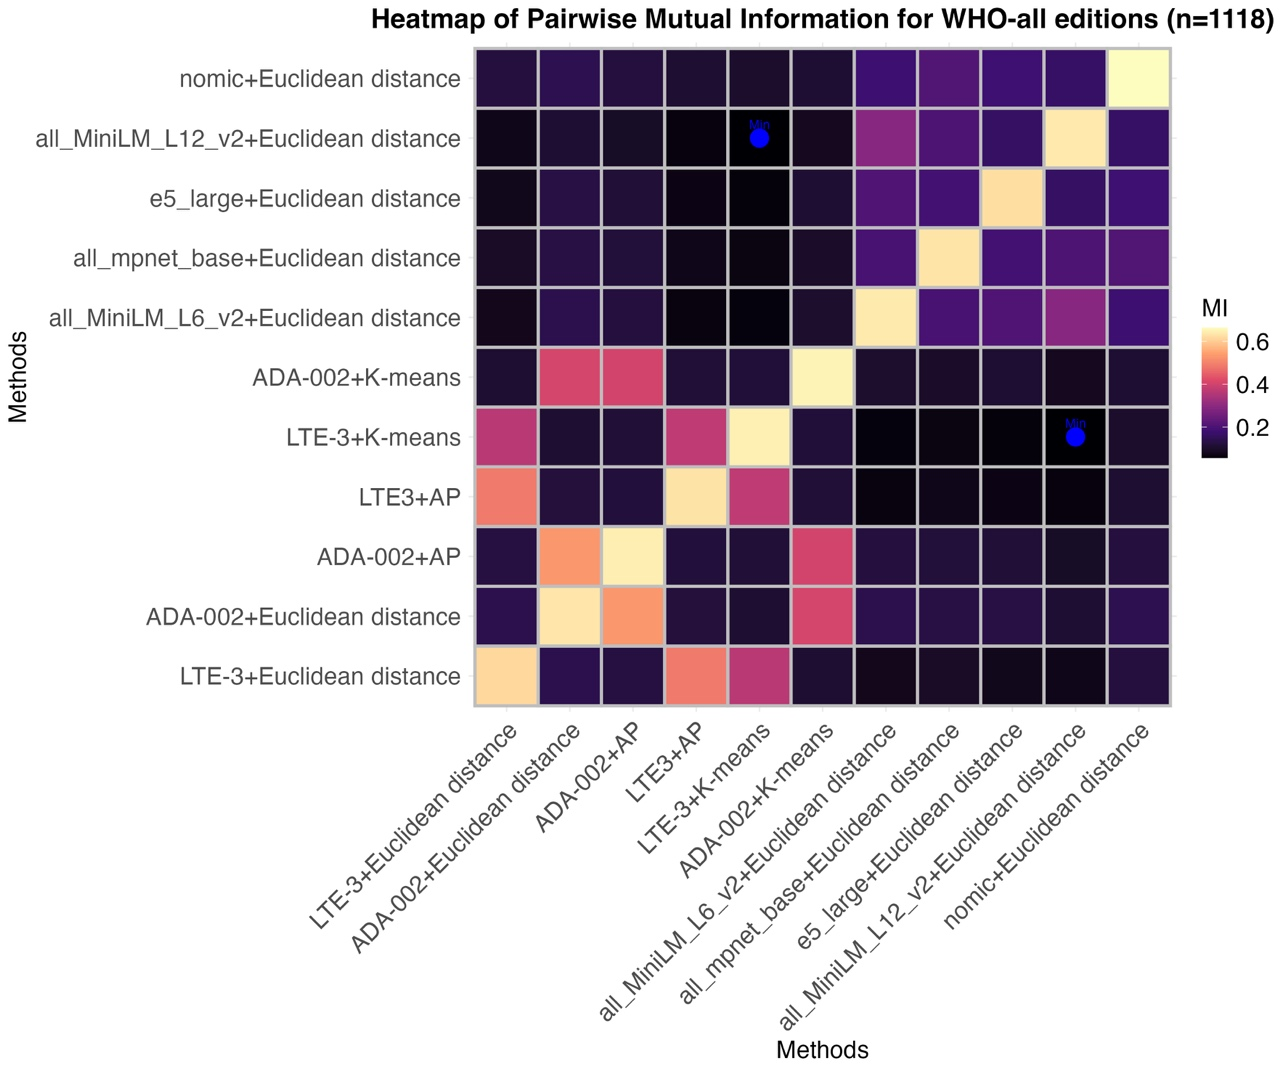 Heatmap of Pairwise Mutual Information for WHO-all editions (n=1118)
Methods
nomic+Euclidean distance
all_MiniLM_L12_v2+Euclidean distance
e5_large+Euclidean distance
all_mpnet_base+Euclidean distance
all_MiniLM_L6_v2+Euclidean distance
ADA-002+K-means
LTE-3+K-means
LTE3+AP
ADA-002+AP
ADA-002+Euclidean distance
LTE-3+Euclidean distance
Min
Min
MI
0.6
0.4
0.2
LTE-3+Euclidean distance
ADA-002+Euclidean distance
ADA-002+AP
LTE3+AP
LTE-3+K-means
ADA-002+K-means
all_MiniLM_L6_v2+Euclidean distance
all_mpnet_base+Euclidean distance
e5_large+Euclidean distance
all_MiniLM_L12_v2+Euclidean distance
nomic+Euclidean distance
Methods